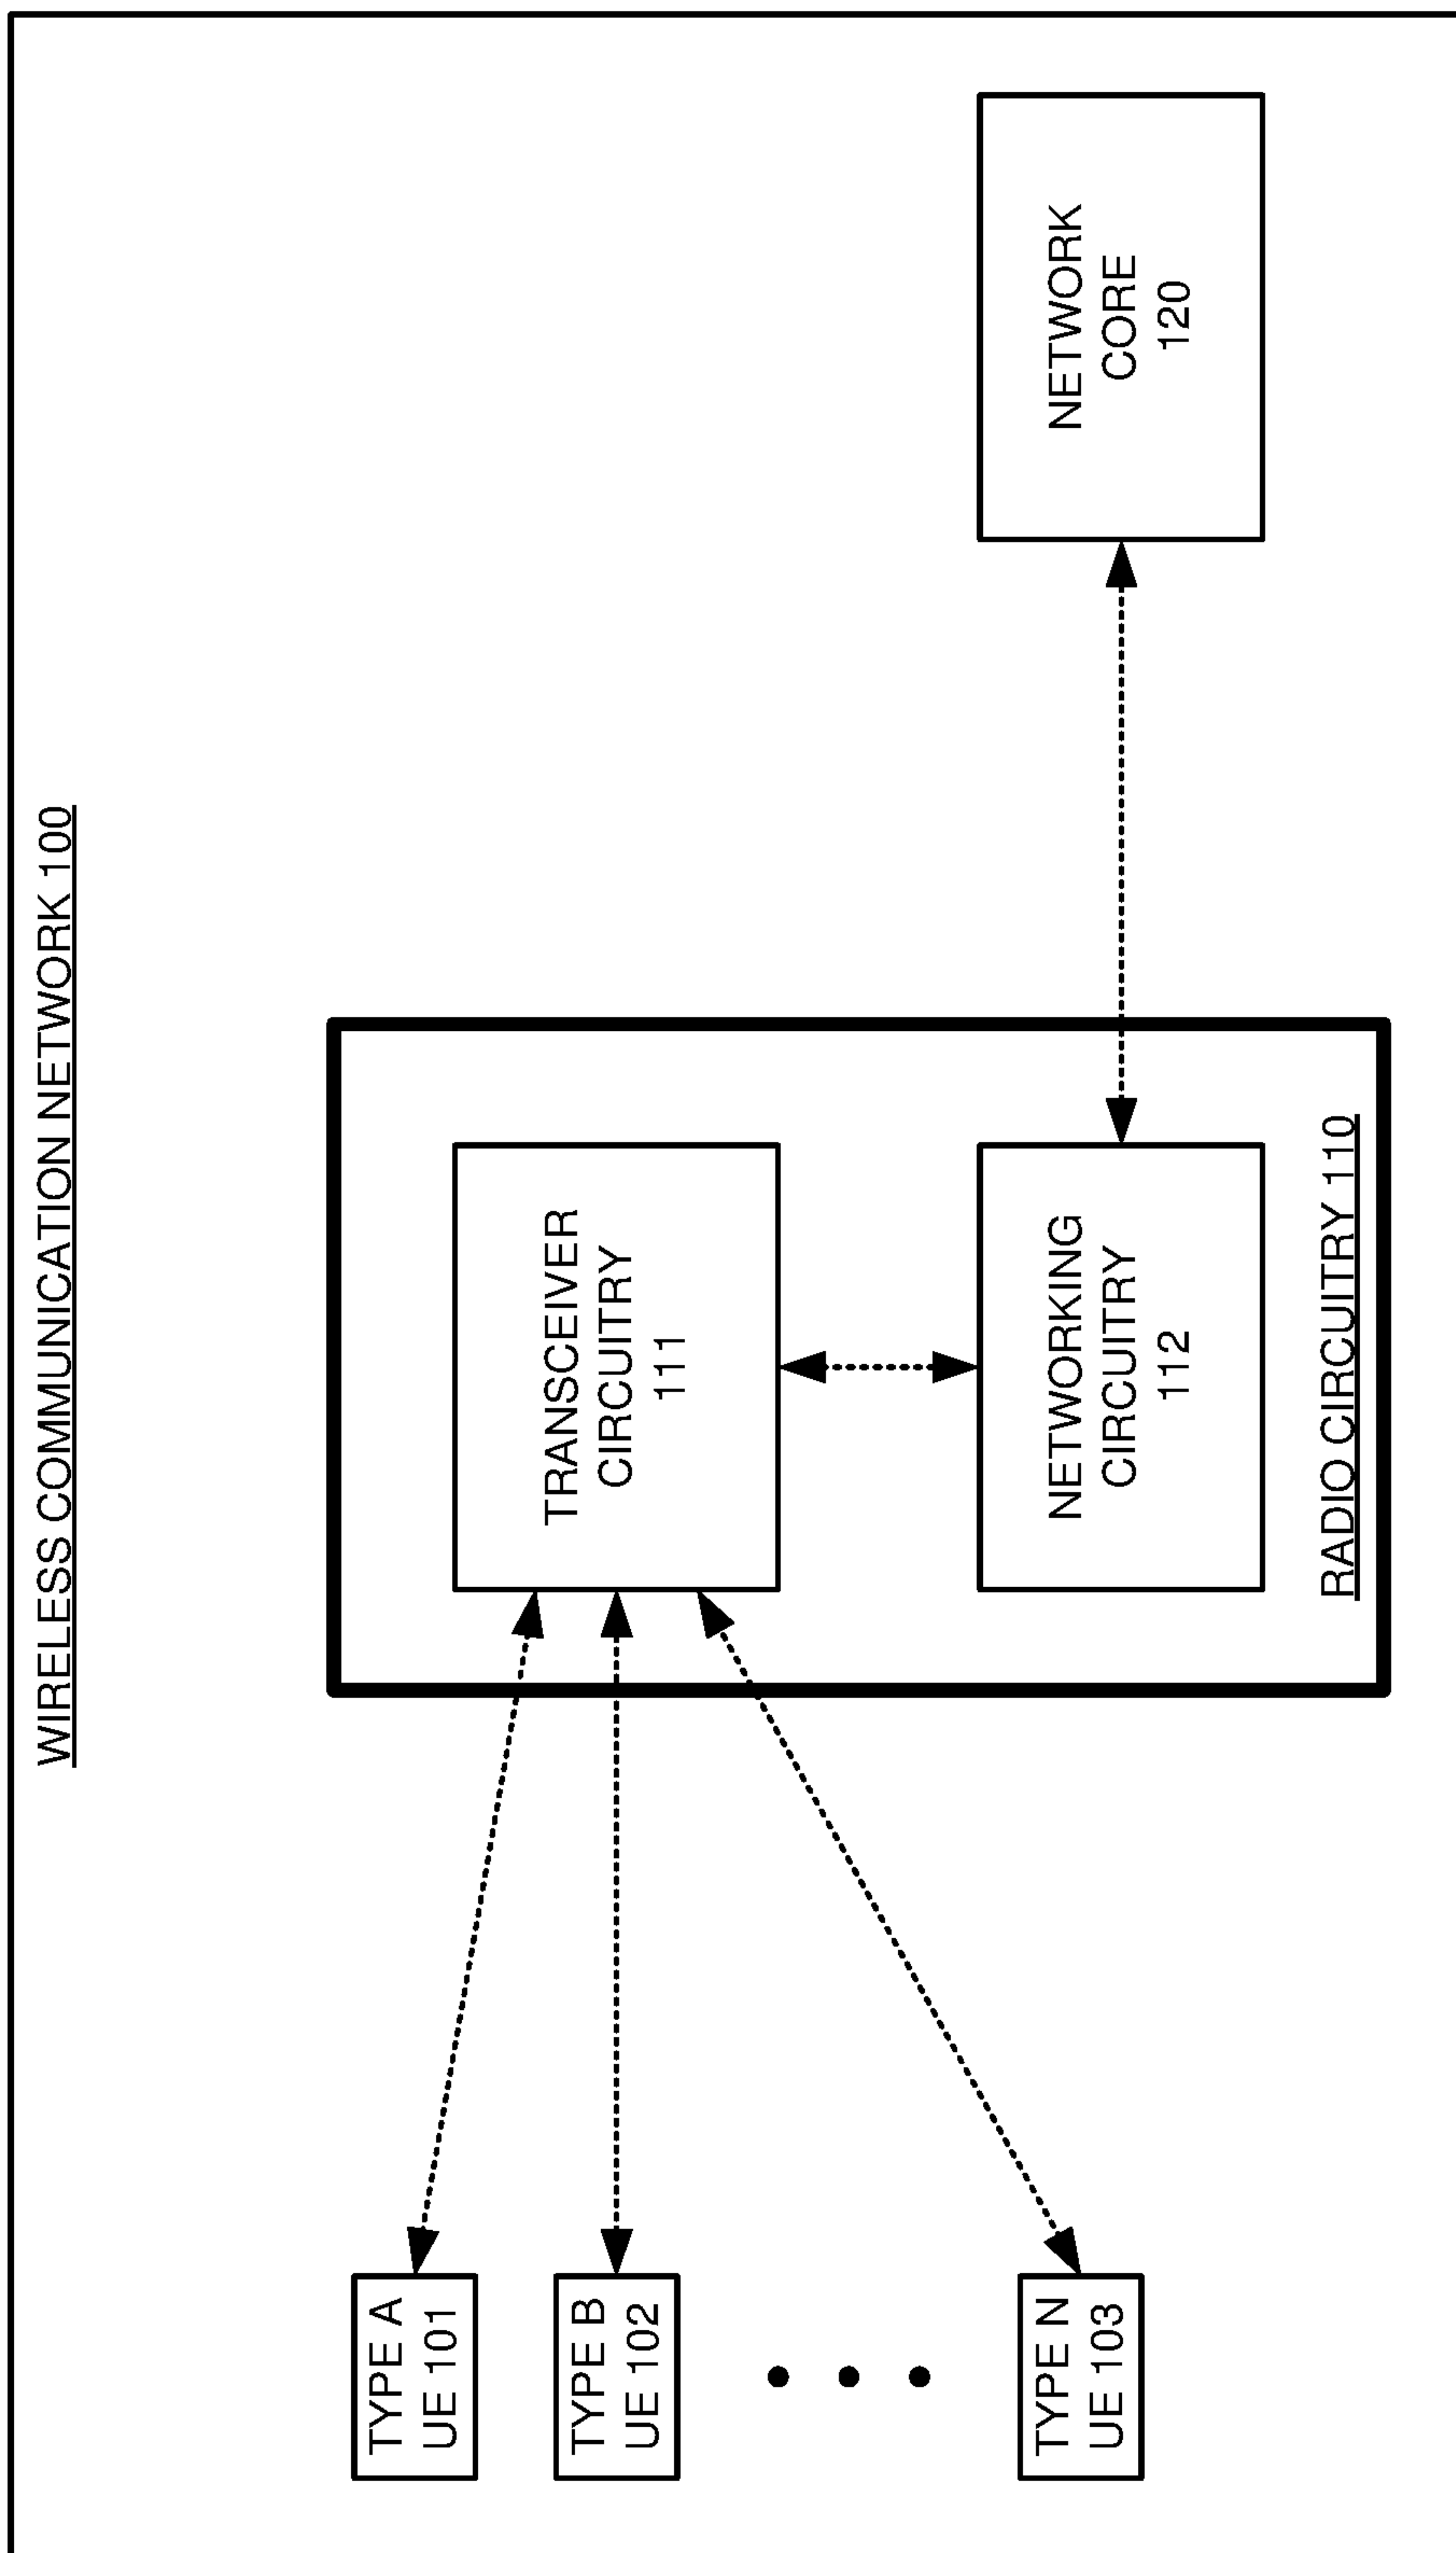 WIRELESS COMMUNICATION NETWORK 100
TYPE A
UE 101
TYPE B
UE 102
TYPE N
UE 103
TRANSCEIVER
CIRCUITRY
111
NETWORKING
CIRCUITRY
112
RADIO CIRCUITRY 110
NETWORK
CORE
120